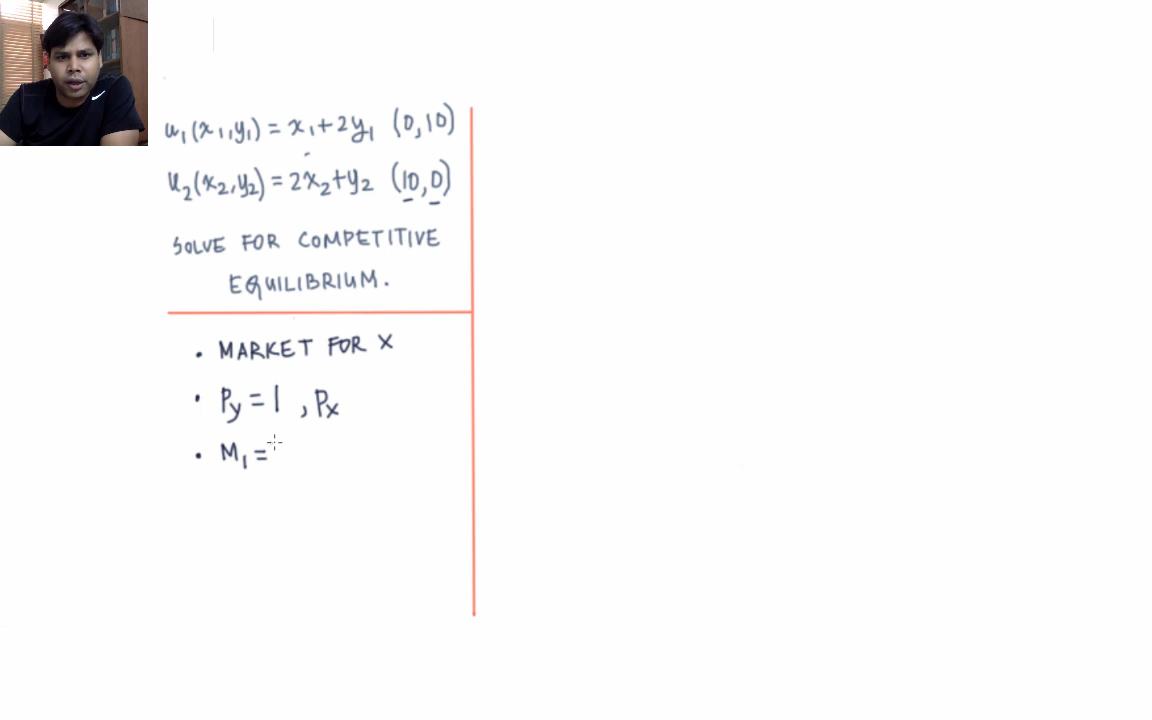 u₁(x₁,y₁) = x₁+2y₁ (0,10)
u₂(x₂,y₂) = 2x₂+y₂ (10,0)
SOLVE FOR COMPETITIVE
EQUILIBRIUM.
• MARKET FOR X
• Py = 1 , Px
• M₁ =